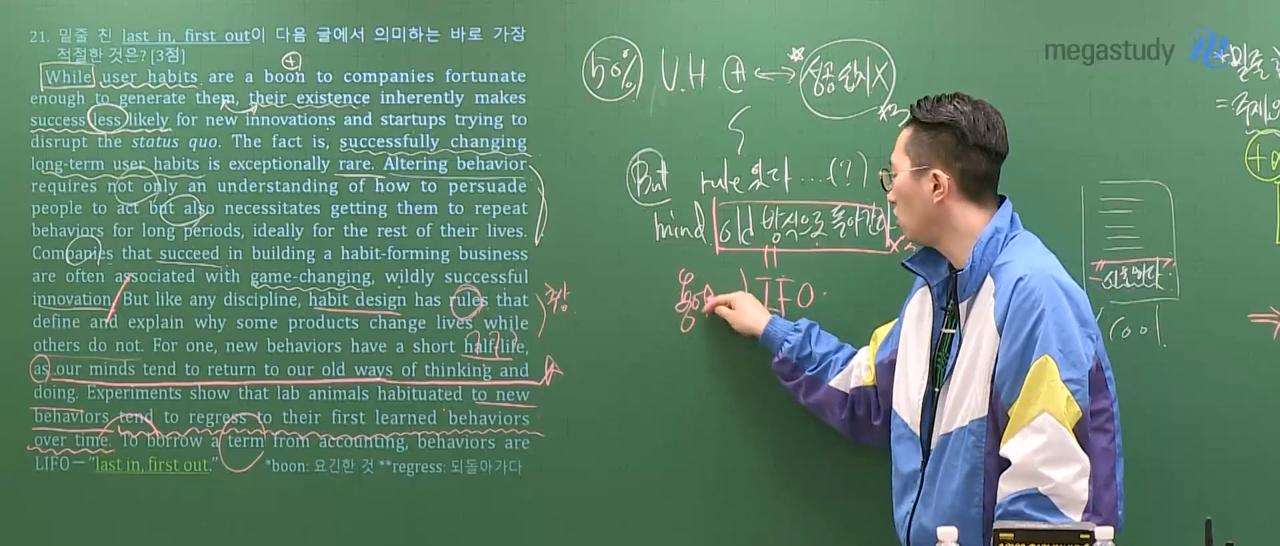 21. 밑줄 친 last in, first out이 다음 글에서 의미하는 바로 가장
적절한 것은? [3점]
While user habits are a boon to companies fortunate
enough to generate them, their existence inherently makes
success less likely for new innovations and startups trying to
disrupt the status quo. The fact is, successfully changing
long-term user habits is exceptionally rare. Altering behavior
requires not only an understanding of how to persuade
people to act but also necessitates getting them to repeat
behaviors for long periods, ideally for the rest of their lives.
Companies that succeed in building a habit-forming business
are often associated with game-changing, wildly successful
innovation. But like any discipline, habit design has rules that
define and explain why some products change lives while
others do not. For one, new behaviors have a short half-life,
as our minds tend to return to our old ways of thinking and
doing. Experiments show that lab animals habituated to new
behaviors tend to regress to their first learned behaviors
over time. To borrow a term from accounting, behaviors are
LIFO—“last in, first out.”
*boon: 요긴한 것 **regress: 되돌아가다
주장
50% U.H ⊕ ↔
But rule 있다 ...(?)
mind old 방식으로 돌아간다
LIFO
megastudy